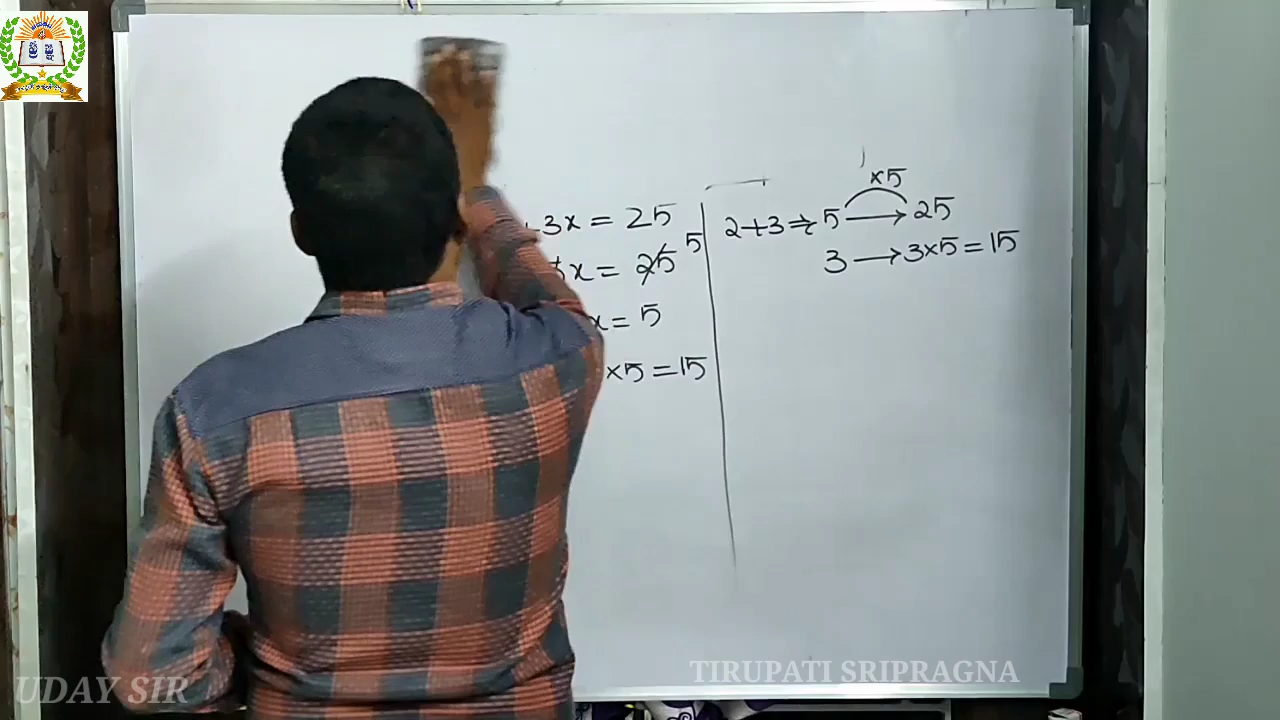 +3x = 25
x = 25 5
x = 5
×5 = 15
×5
2+3 ⇒ 5 → 25
3 → 3×5 = 15
UDAY SIR
TIRUPATI SRIPRAGNA